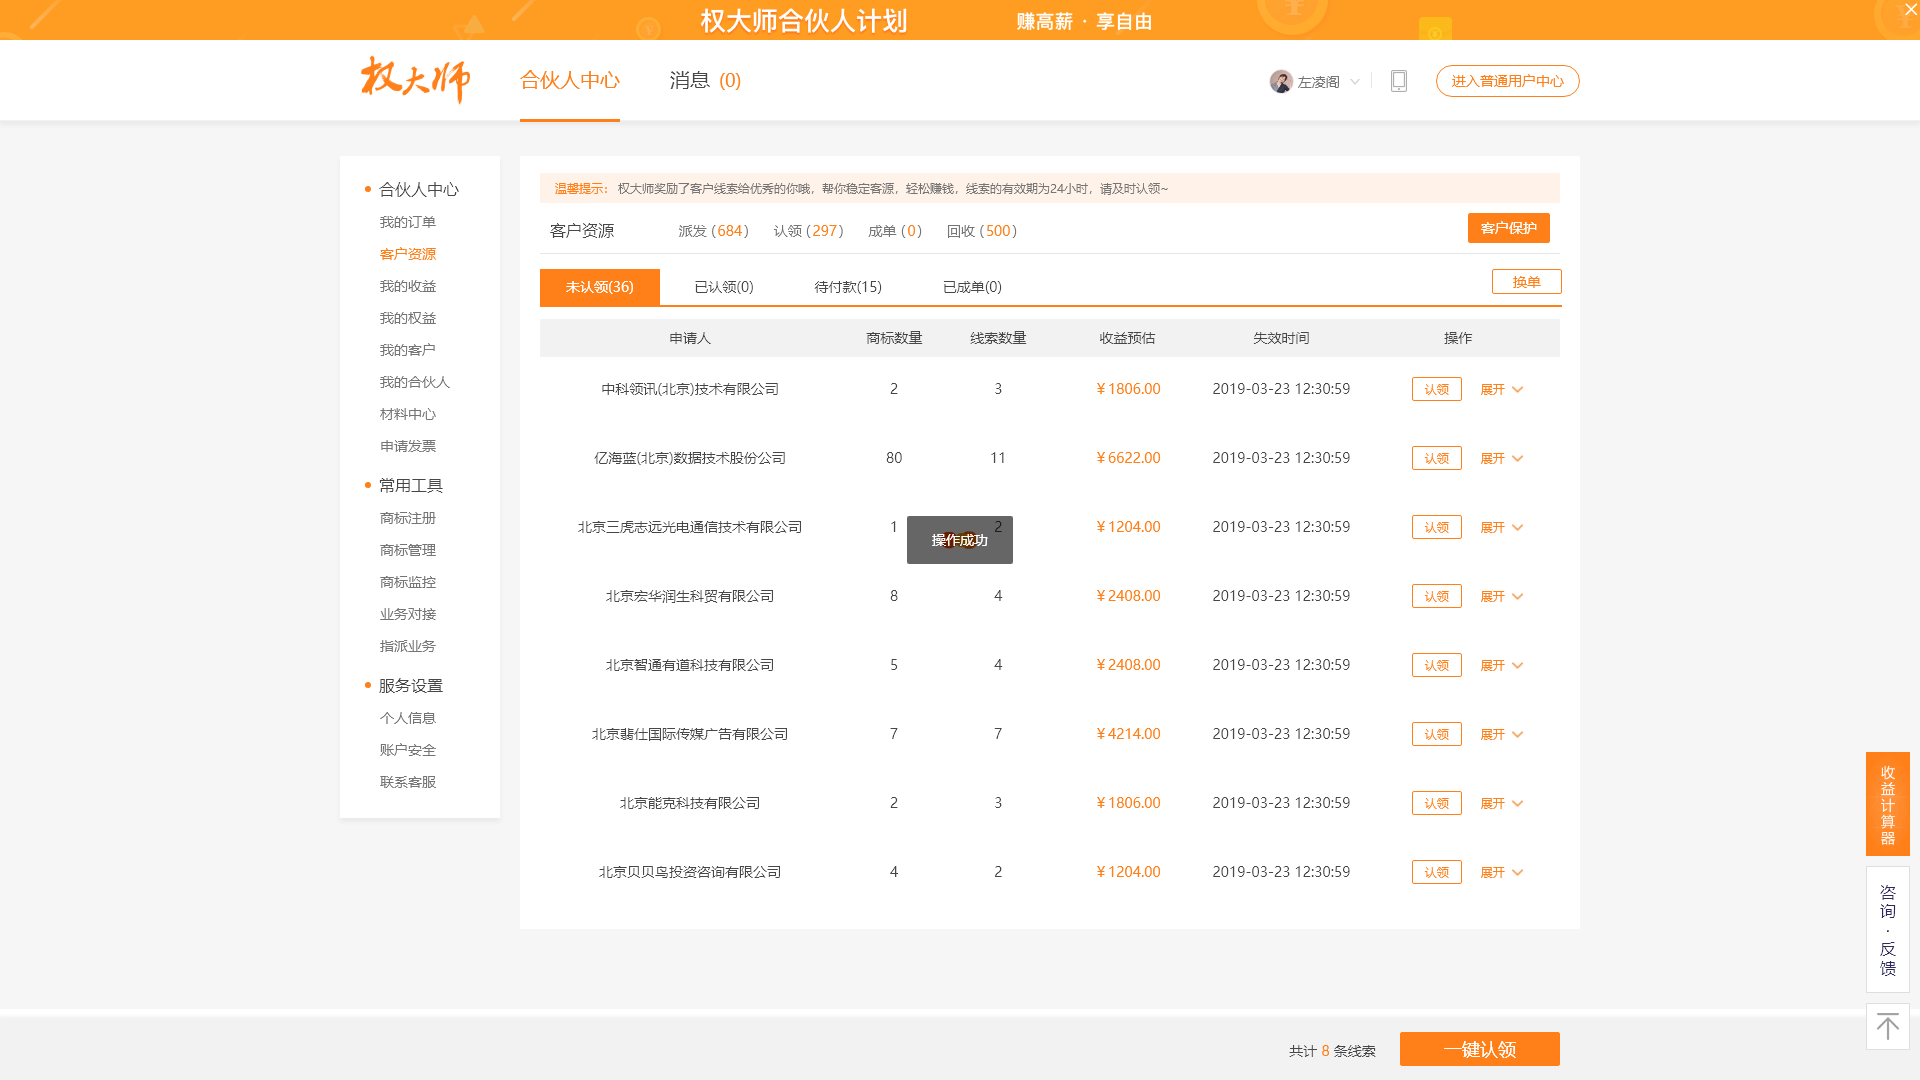 权大师合伙人计划 赚高薪 · 享自由
权大师 合伙人中心 消息 (0) 左凌阁 进入普通用户中心
合伙人中心
我的订单
客户资源
我的收益
我的权益
我的客户
我的合伙人
材料中心
申请发票
常用工具
商标注册
商标管理
商标监控
业务对接
指派业务
服务设置
个人信息
账户安全
联系客服
温馨提示： 权大师奖励了客户线索给优秀的你哦，帮你稳定客源，轻松赚钱，线索的有效期为24小时，请及时认领~
客户资源 派发 (684) 认领 (297) 成单 (0) 回收 (500) 客户保护
未认领(36) 已认领(0) 待付款(15) 已成单(0) 换单
申请人 商标数量 线索数量 收益预估 失效时间 操作
中科领讯(北京)技术有限公司 2 3 ¥1806.00 2019-03-23 12:30:59 认领 展开
亿海蓝(北京)数据技术股份公司 80 11 ¥6622.00 2019-03-23 12:30:59 认领 展开
北京三虎志远光电通信技术有限公司 1 2 ¥1204.00 2019-03-23 12:30:59 认领 展开
操作成功
北京宏华润生科贸有限公司 8 4 ¥2408.00 2019-03-23 12:30:59 认领 展开
北京智通有道科技有限公司 5 4 ¥2408.00 2019-03-23 12:30:59 认领 展开
北京翡仕国际传媒广告有限公司 7 7 ¥4214.00 2019-03-23 12:30:59 认领 展开
北京能克科技有限公司 2 3 ¥1806.00 2019-03-23 12:30:59 认领 展开
北京贝贝鸟投资咨询有限公司 4 2 ¥1204.00 2019-03-23 12:30:59 认领 展开
收益计算器
咨询·反馈
共计 8 条线索 一键认领